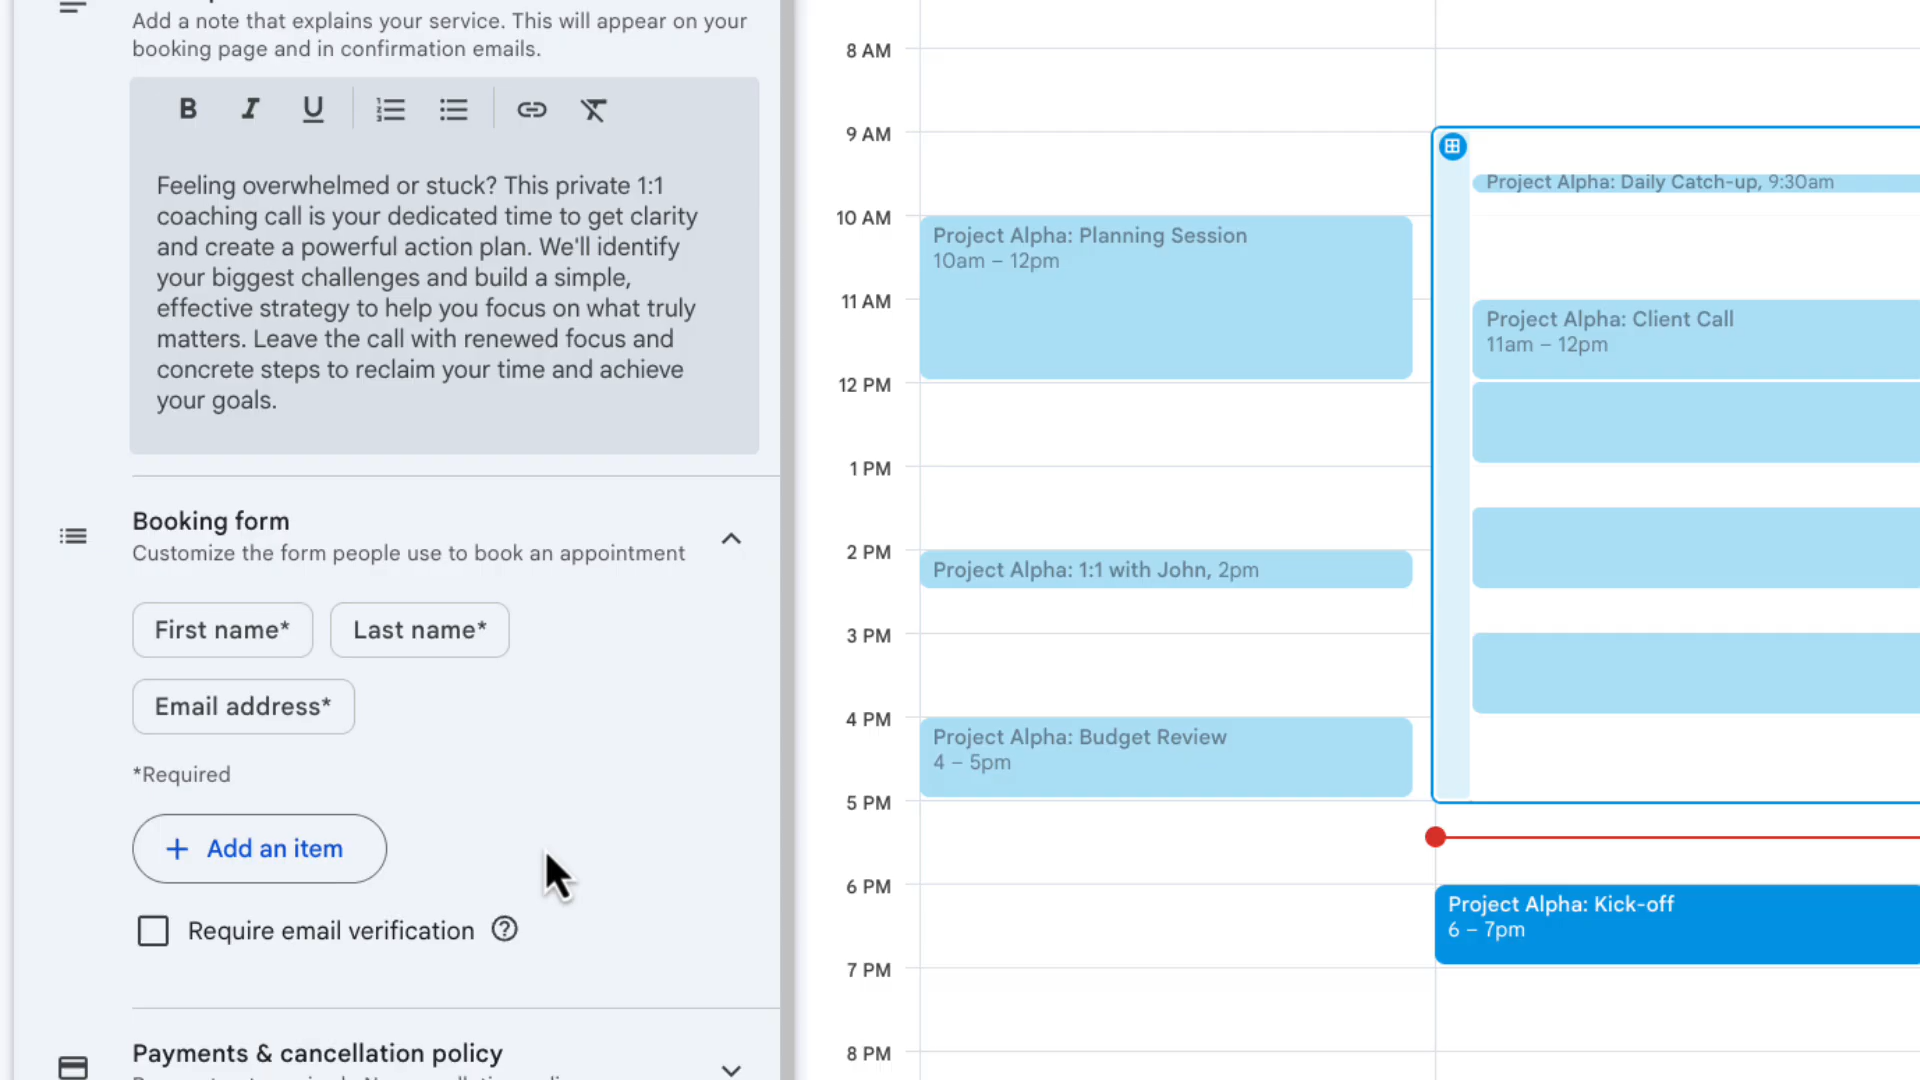 Add a note that explains your service. This will appear on your
booking page and in confirmation emails.
B I U
Feeling overwhelmed or stuck? This private 1:1
coaching call is your dedicated time to get clarity
and create a powerful action plan. We'll identify
your biggest challenges and build a simple,
effective strategy to help you focus on what truly
matters. Leave the call with renewed focus and
concrete steps to reclaim your time and achieve
your goals.
Booking form
Customize the form people use to book an appointment
First name* Last name*
Email address*
*Required
+ Add an item
Require email verification
Payments & cancellation policy
8 AM
9 AM
10 AM
11 AM
12 PM
1 PM
2 PM
3 PM
4 PM
5 PM
6 PM
7 PM
8 PM
Project Alpha: Planning Session
10am – 12pm
Project Alpha: 1:1 with John, 2pm
Project Alpha: Budget Review
4 – 5pm
Project Alpha: Daily Catch-up, 9:30am
Project Alpha: Client Call
11am – 12pm
Project Alpha: Kick-off
6 – 7pm